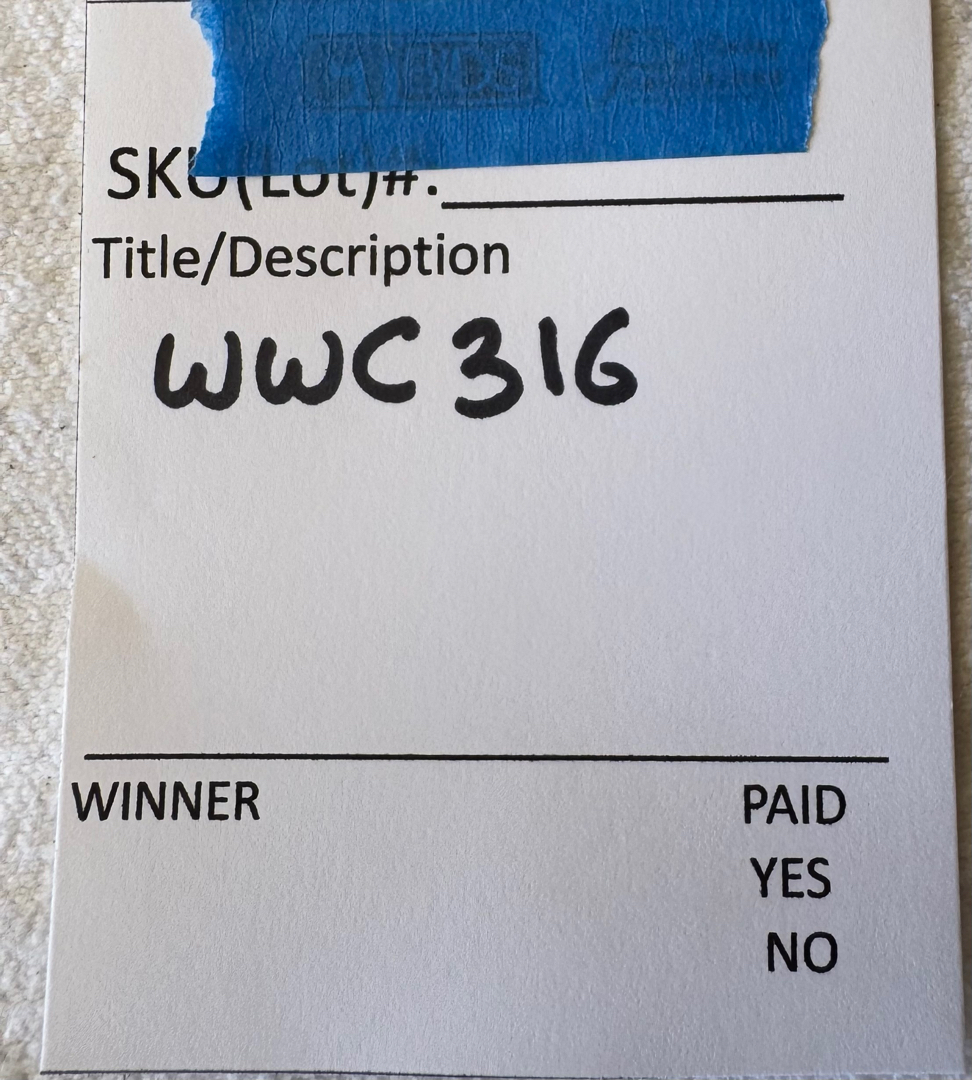 SKU(Lot)#:
Title/Description
WWC 316
WINNER PAID
YES
NO